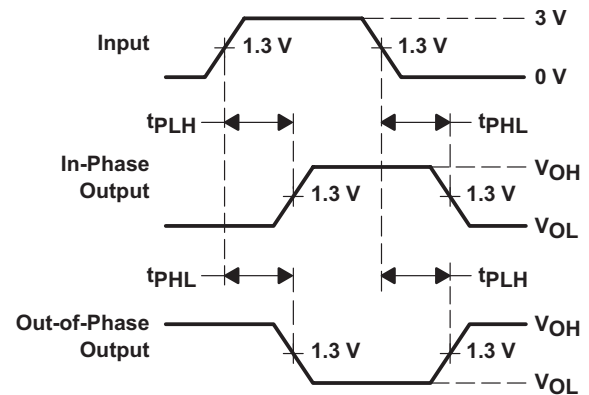 3 V
Input
1.3 V
1.3 V
0 V
tPLH
tPHL
In-Phase
Output
VOH
1.3 V
1.3 V
VOL
tPHL
tPLH
Out-of-Phase
Output
VOH
1.3 V
1.3 V
VOL